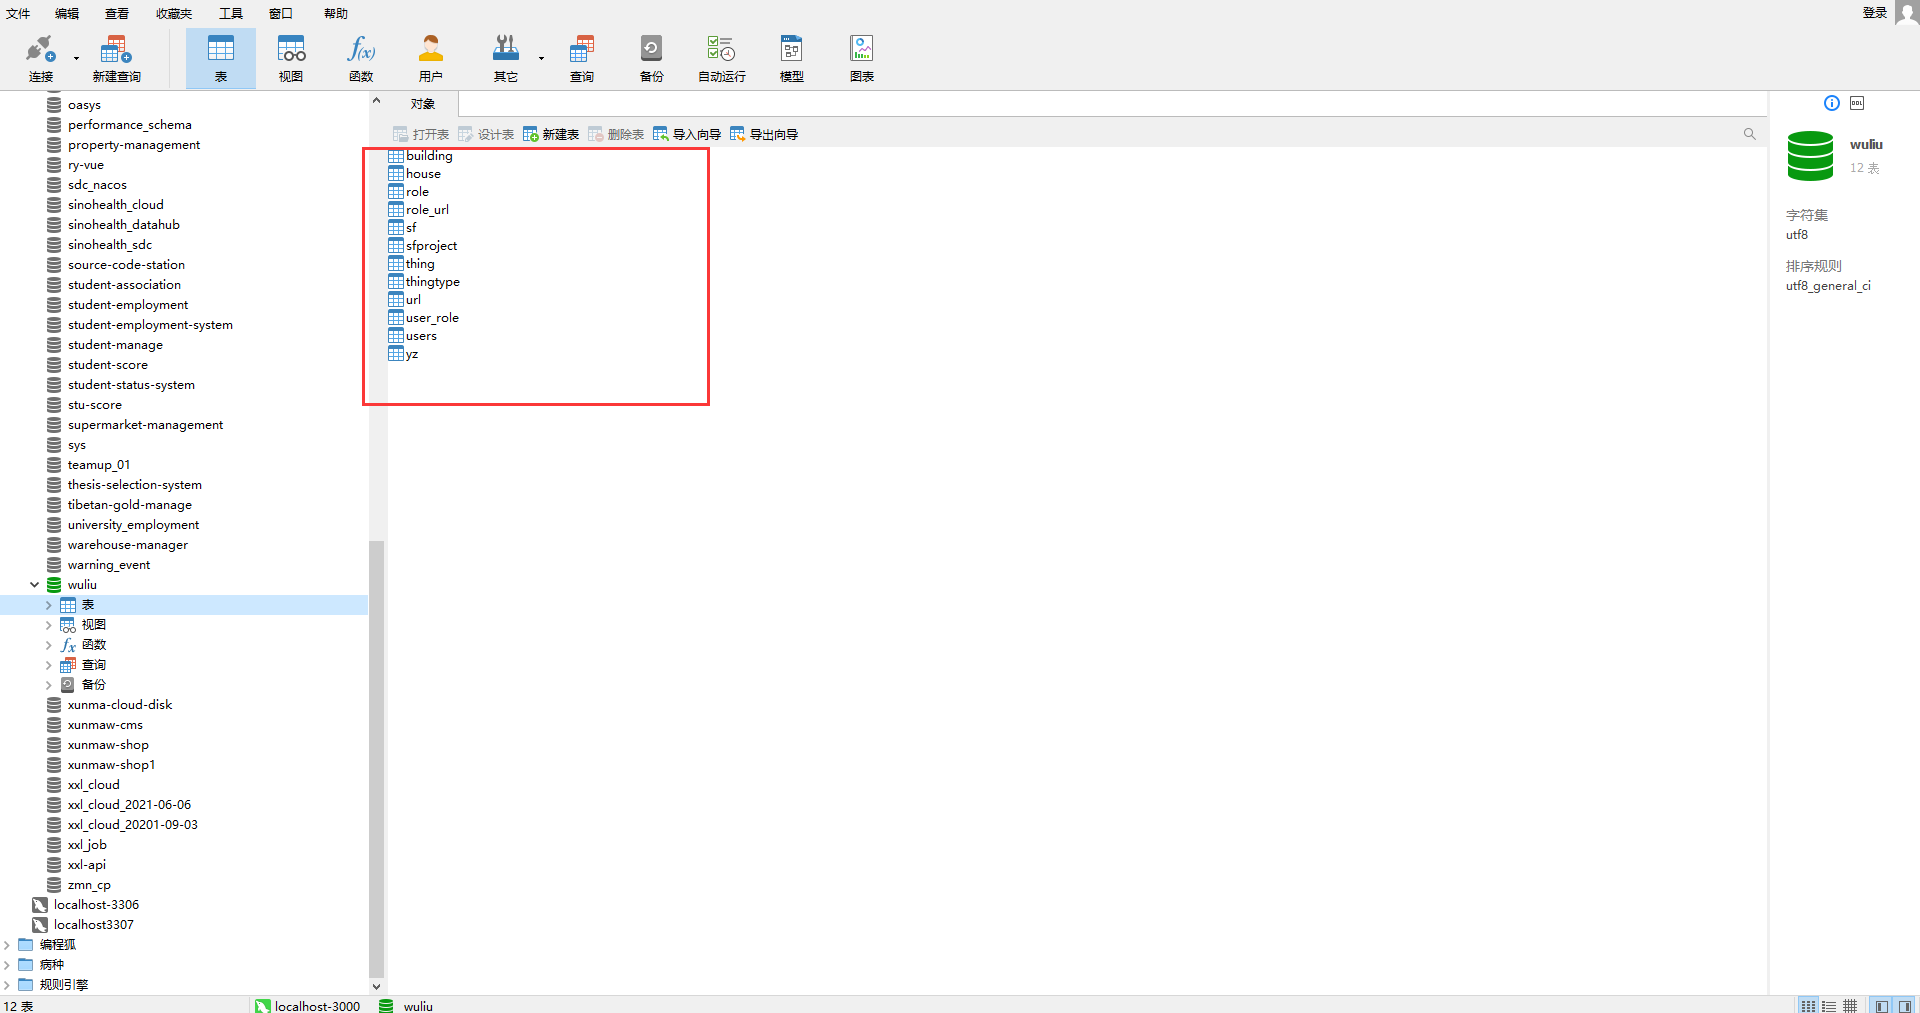 文件 编辑 查看 收藏夹 工具 窗口 帮助 登录
连接 新建查询 表 视图 函数 用户 其它 查询 备份 自动运行 模型 图表
oasys
performance_schema
property-management
ry-vue
sdc_nacos
sinohealth_cloud
sinohealth_datahub
sinohealth_sdc
source-code-station
student-association
student-employment
student-employment-system
student-manage
student-score
student-status-system
stu-score
supermarket-management
sys
teamup_01
thesis-selection-system
tibetan-gold-manage
university_employment
warehouse-manager
warning_event
wuliu
表
视图
函数
查询
备份
xunma-cloud-disk
xunmaw-cms
xunmaw-shop
xunmaw-shop1
xxl_cloud
xxl_cloud_2021-06-06
xxl_cloud_20201-09-03
xxl_job
xxl-api
zmn_cp
localhost-3306
localhost3307
编程狐
病种
规则引擎
对象
打开表 设计表 新建表 删除表 导入向导 导出向导
building
house
role
role_url
sf
sfproject
thing
thingtype
url
user_role
users
yz
DDL
wuliu
12 表
字符集
utf8
排序规则
utf8_general_ci
12 表 localhost-3000 wuliu